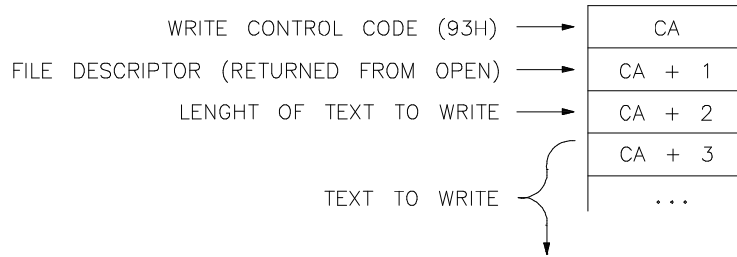 WRITE CONTROL CODE (93H) CA
FILE DESCRIPTOR (RETURNED FROM OPEN) CA + 1
LENGHT OF TEXT TO WRITE CA + 2
CA + 3
TEXT TO WRITE ...